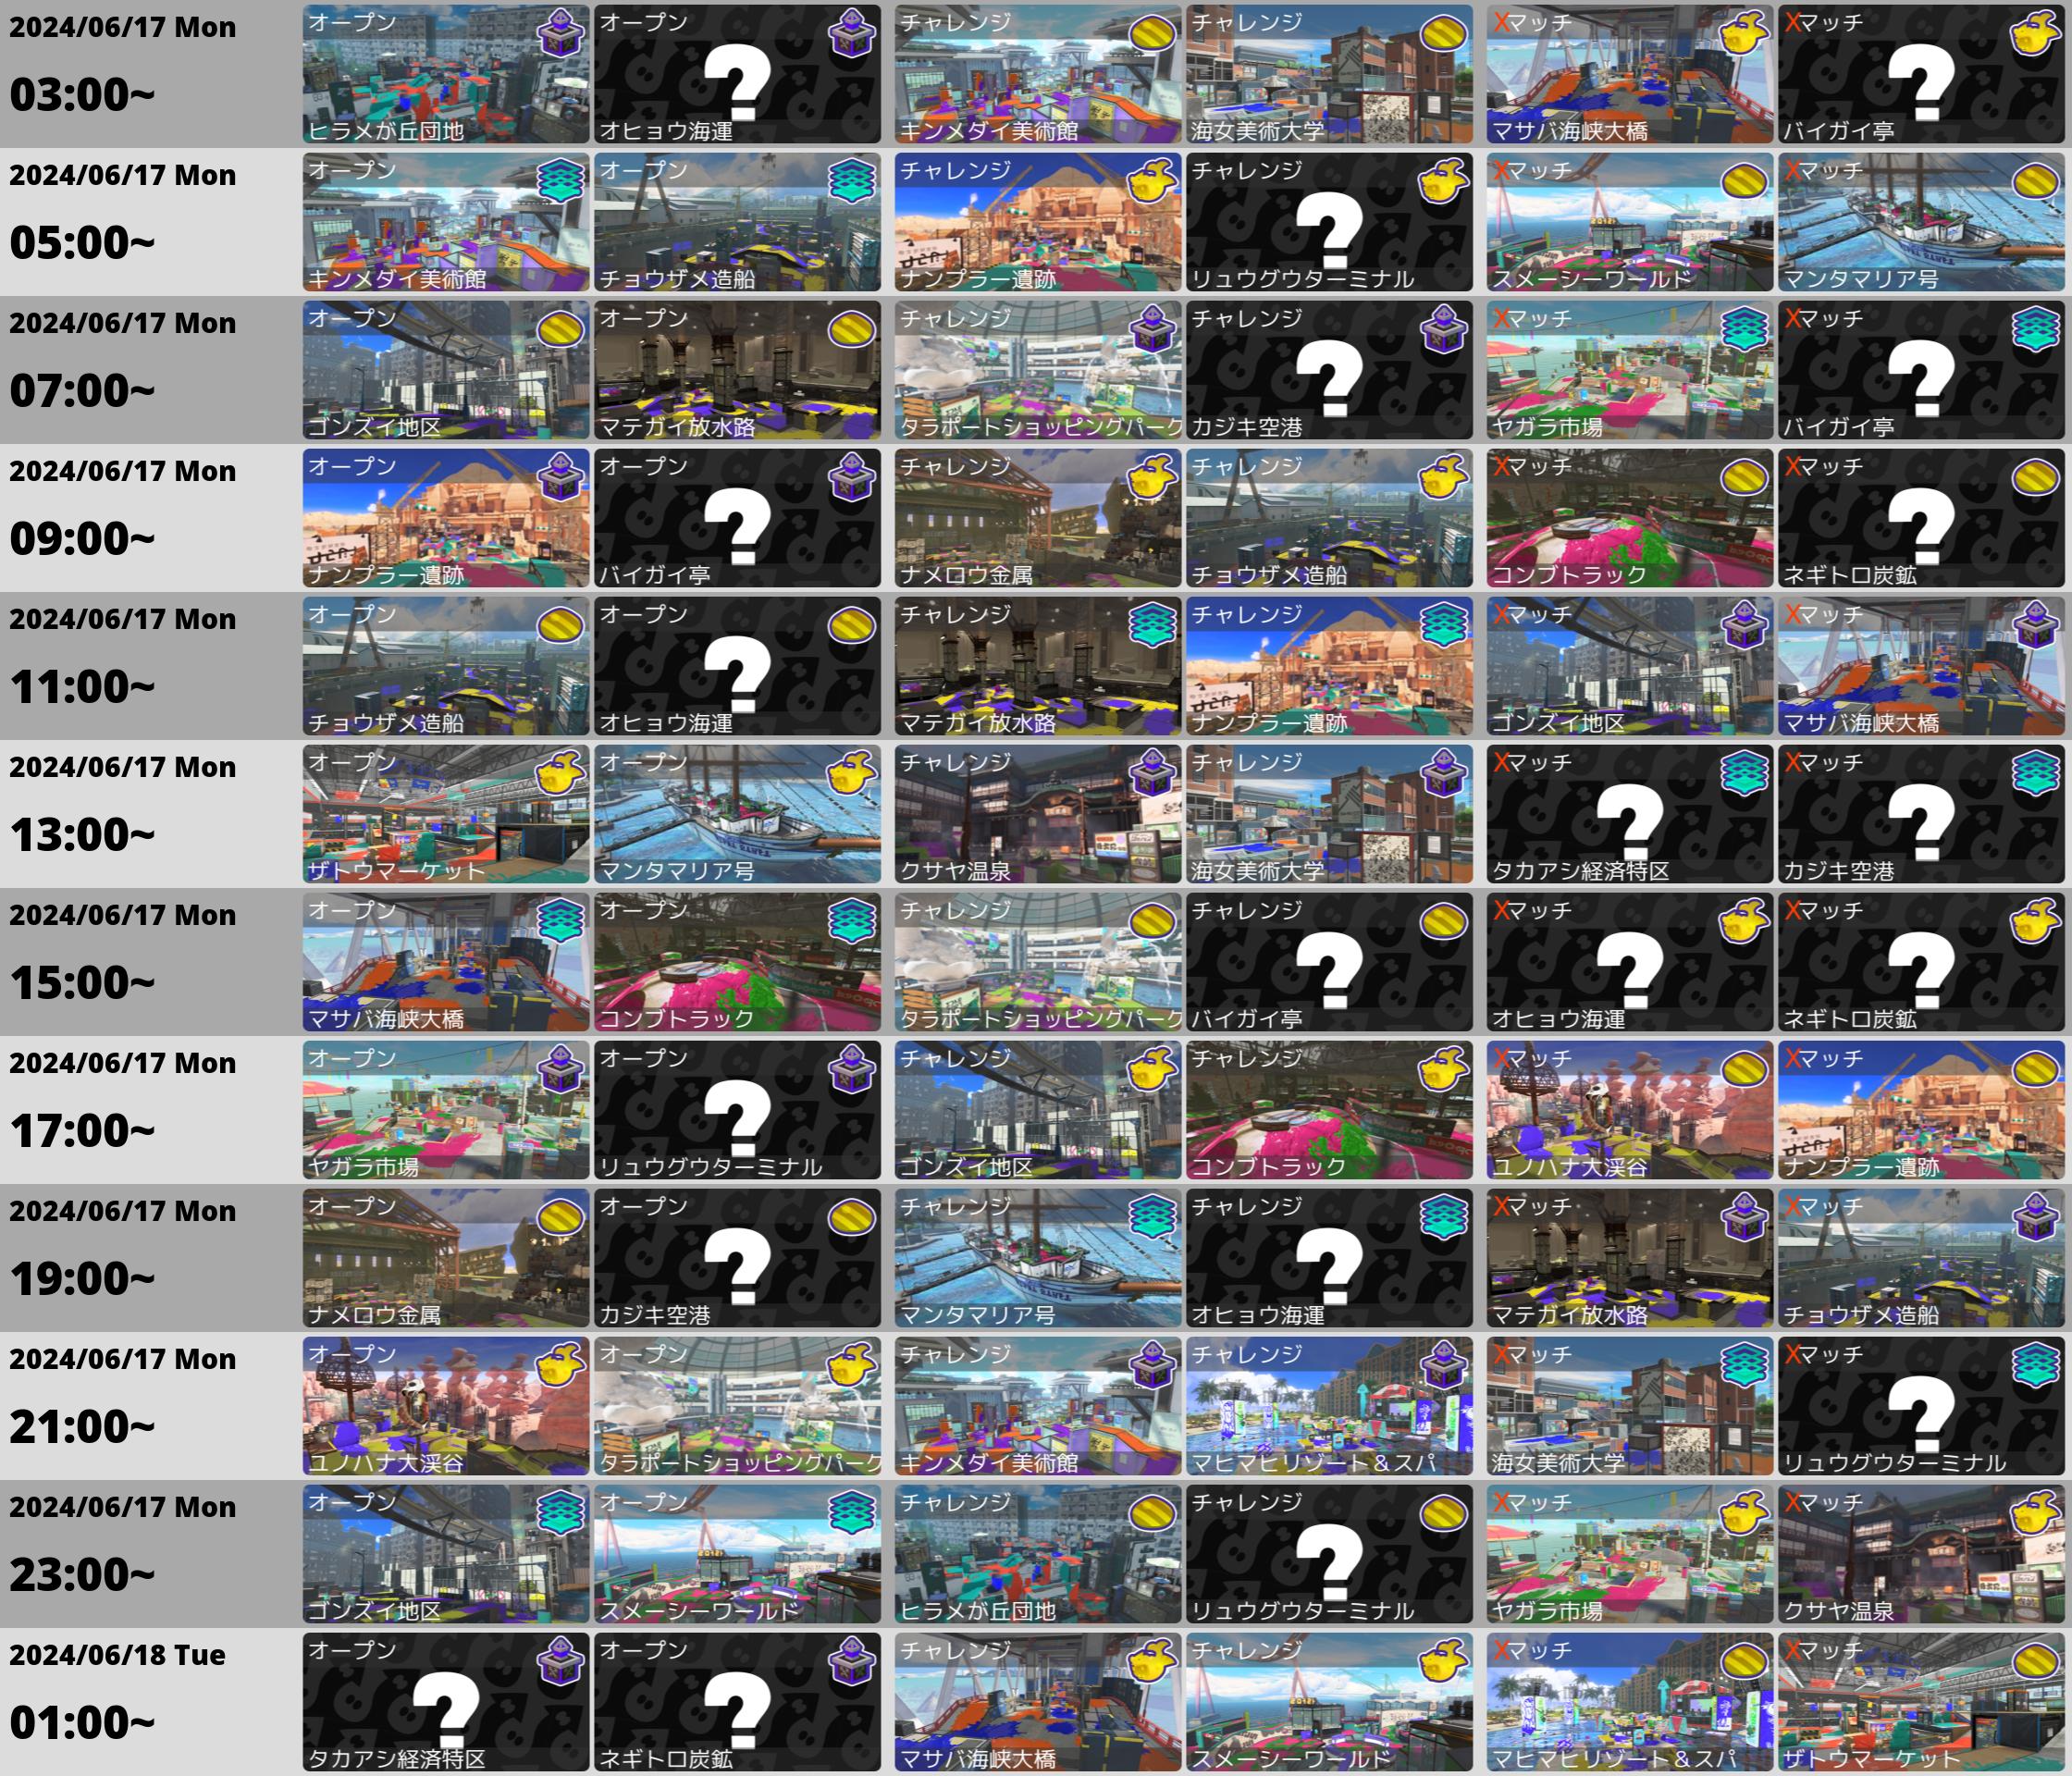 2024/06/17 Mon
03:00~
オープン
ヒラメが丘団地
オープン
オヒョウ海運
チャレンジ
キンメダイ美術館
チャレンジ
海女美術大学
Xマッチ
マサバ海峡大橋
Xマッチ
バイガイ亭
2024/06/17 Mon
05:00~
オープン
キンメダイ美術館
オープン
チョウザメ造船
チャレンジ
ナンプラー遺跡
チャレンジ
リュウグウターミナル
Xマッチ
スメーシーワールド
Xマッチ
マンタマリア号
2024/06/17 Mon
07:00~
オープン
ゴンズイ地区
オープン
マテガイ放水路
チャレンジ
タラポートショッピングパーク
チャレンジ
カジキ空港
Xマッチ
ヤガラ市場
Xマッチ
バイガイ亭
2024/06/17 Mon
09:00~
オープン
ナンプラー遺跡
オープン
バイガイ亭
チャレンジ
ナメロウ金属
チャレンジ
チョウザメ造船
Xマッチ
コンブトラック
Xマッチ
ネギトロ炭鉱
2024/06/17 Mon
11:00~
オープン
チョウザメ造船
オープン
オヒョウ海運
チャレンジ
マテガイ放水路
チャレンジ
ナンプラー遺跡
Xマッチ
ゴンズイ地区
Xマッチ
マサバ海峡大橋
2024/06/17 Mon
13:00~
オープン
ザトウマーケット
オープン
マンタマリア号
チャレンジ
クサヤ温泉
チャレンジ
海女美術大学
Xマッチ
タカアシ経済特区
Xマッチ
カジキ空港
2024/06/17 Mon
15:00~
オープン
マサバ海峡大橋
オープン
コンブトラック
チャレンジ
タラポートショッピングパーク
チャレンジ
バイガイ亭
Xマッチ
オヒョウ海運
Xマッチ
ネギトロ炭鉱
2024/06/17 Mon
17:00~
オープン
ヤガラ市場
オープン
リュウグウターミナル
チャレンジ
ゴンズイ地区
チャレンジ
コンブトラック
Xマッチ
ユノハナ大渓谷
Xマッチ
ナンプラー遺跡
2024/06/17 Mon
19:00~
オープン
ナメロウ金属
オープン
カジキ空港
チャレンジ
マンタマリア号
チャレンジ
オヒョウ海運
Xマッチ
マテガイ放水路
Xマッチ
チョウザメ造船
2024/06/17 Mon
21:00~
オープン
ユノハナ大渓谷
オープン
タラポートショッピングパーク
チャレンジ
キンメダイ美術館
チャレンジ
マヒマヒリゾート＆スパ
Xマッチ
海女美術大学
Xマッチ
リュウグウターミナル
2024/06/17 Mon
23:00~
オープン
ゴンズイ地区
オープン
スメーシーワールド
チャレンジ
ヒラメが丘団地
チャレンジ
リュウグウターミナル
Xマッチ
ヤガラ市場
Xマッチ
クサヤ温泉
2024/06/18 Tue
01:00~
オープン
タカアシ経済特区
オープン
ネギトロ炭鉱
チャレンジ
マサバ海峡大橋
チャレンジ
スメーシーワールド
Xマッチ
マヒマヒリゾート＆スパ
Xマッチ
ザトウマーケット